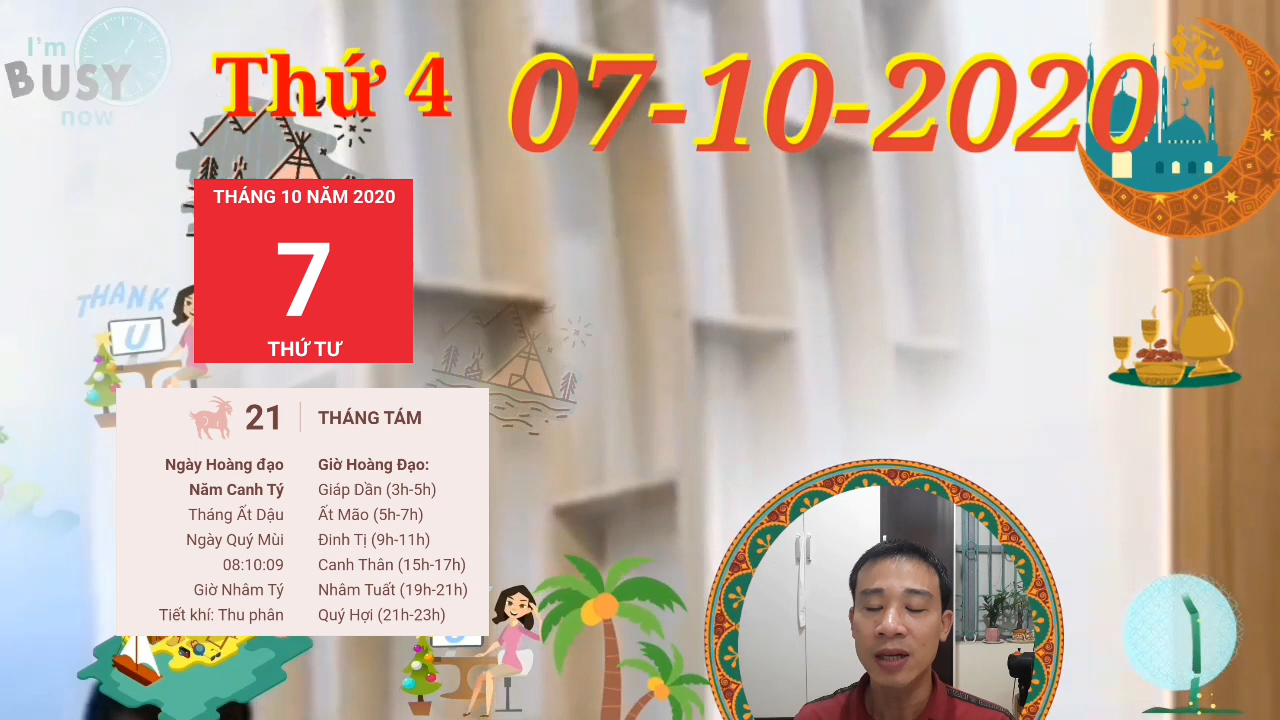 I'm
BUSY
now
Thứ 4 07-10-2020
THÁNG 10 NĂM 2020
7
THỨ TƯ
THANK
U
21 THÁNG TÁM
Ngày Hoàng đạo Giờ Hoàng Đạo:
Năm Canh Tý Giáp Dần (3h-5h)
Tháng Ất Dậu Ất Mão (5h-7h)
Ngày Quý Mùi Đinh Tị (9h-11h)
08:10:09 Canh Thân (15h-17h)
Giờ Nhâm Tý Nhâm Tuất (19h-21h)
Tiết khí: Thu phân Quý Hợi (21h-23h)